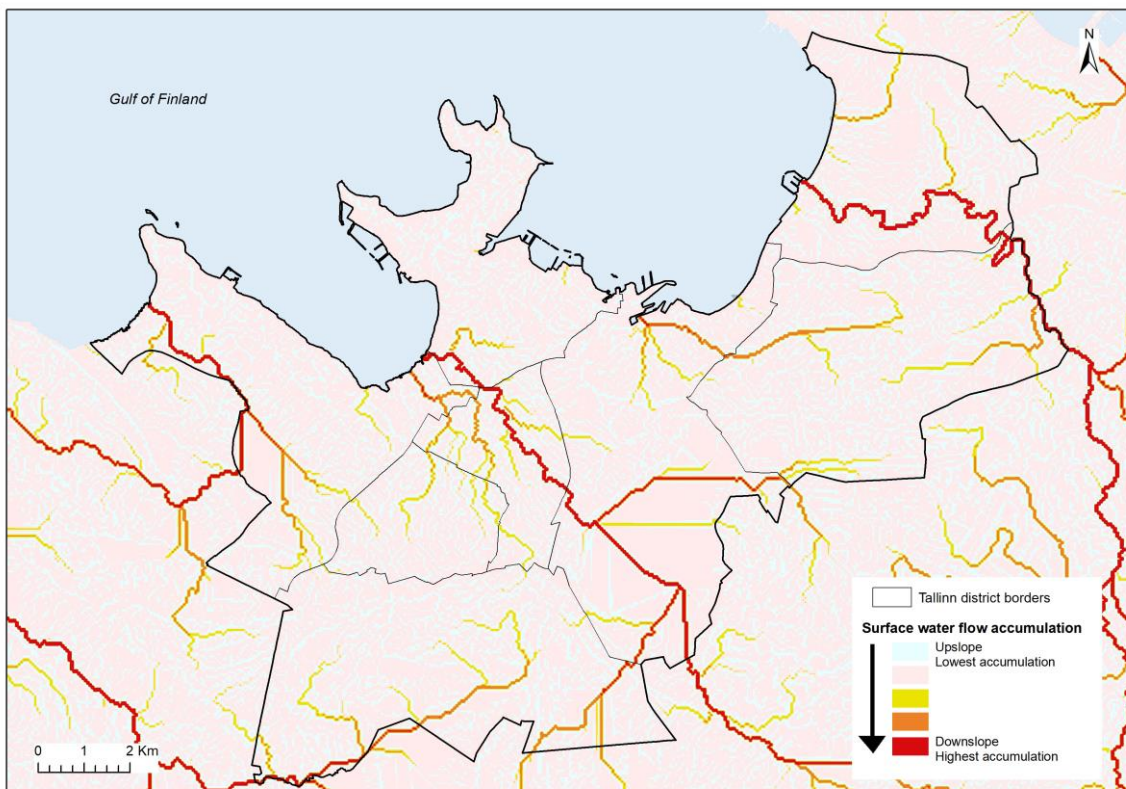 Gulf of Finland
N
Tallinn district borders
Surface water flow accumulation
Upslope
Lowest accumulation
Downslope
Highest accumulation
0 1 2 Km